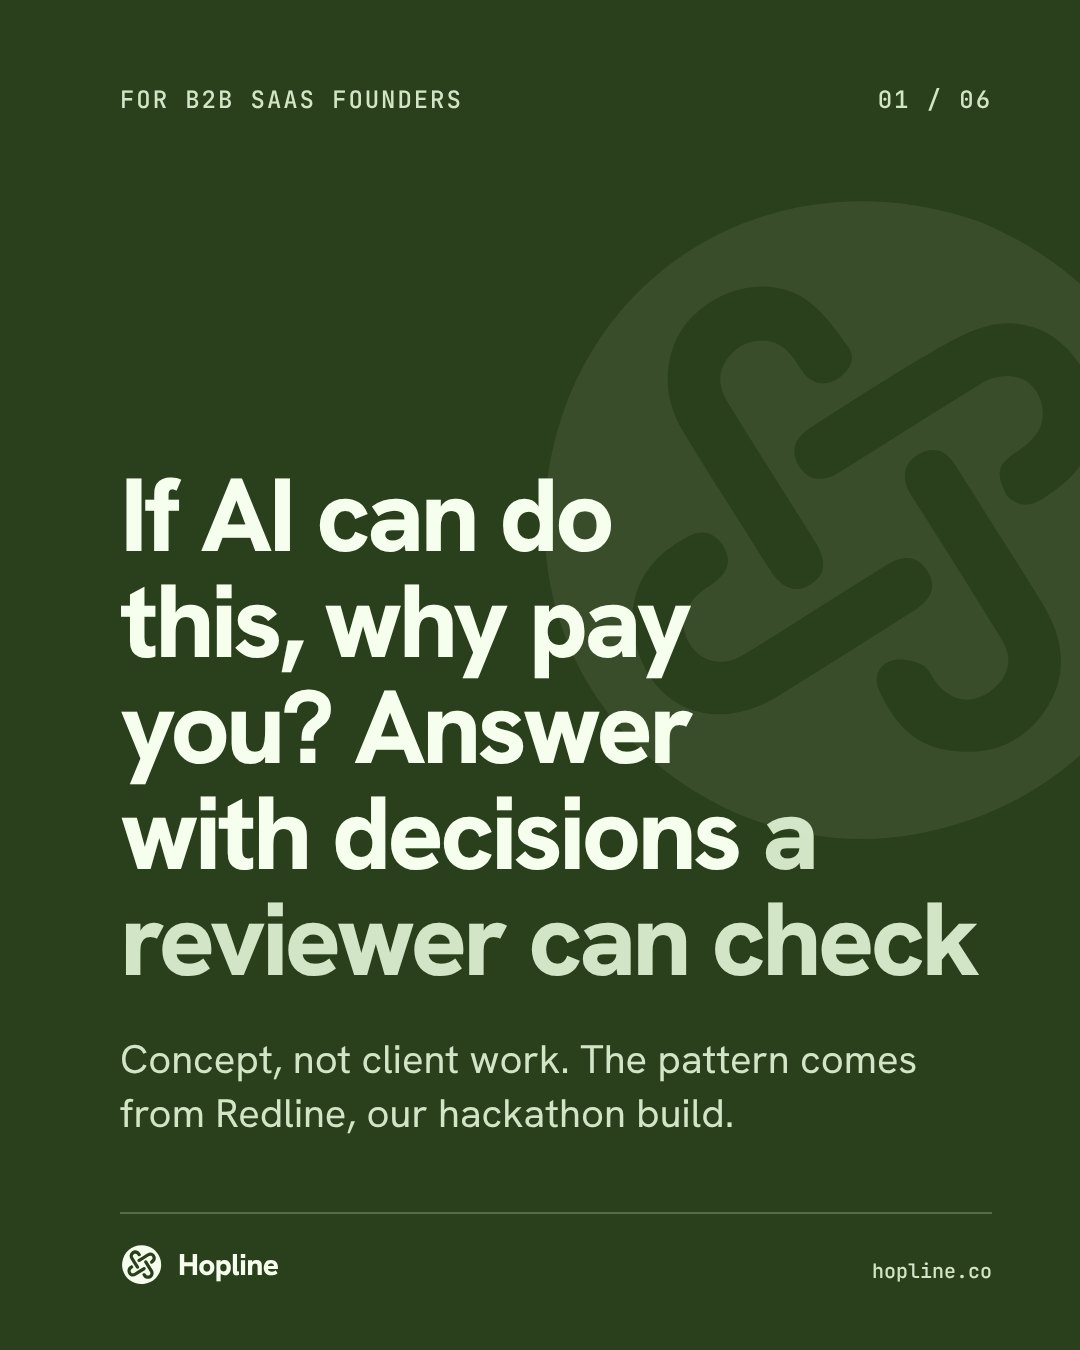 FOR B2B SAAS FOUNDERS
01 / 06
If AI can do
this, why pay
you? Answer
with decisions a
reviewer can check
Concept, not client work. The pattern comes
from Redline, our hackathon build.
Hopline
hopline.co